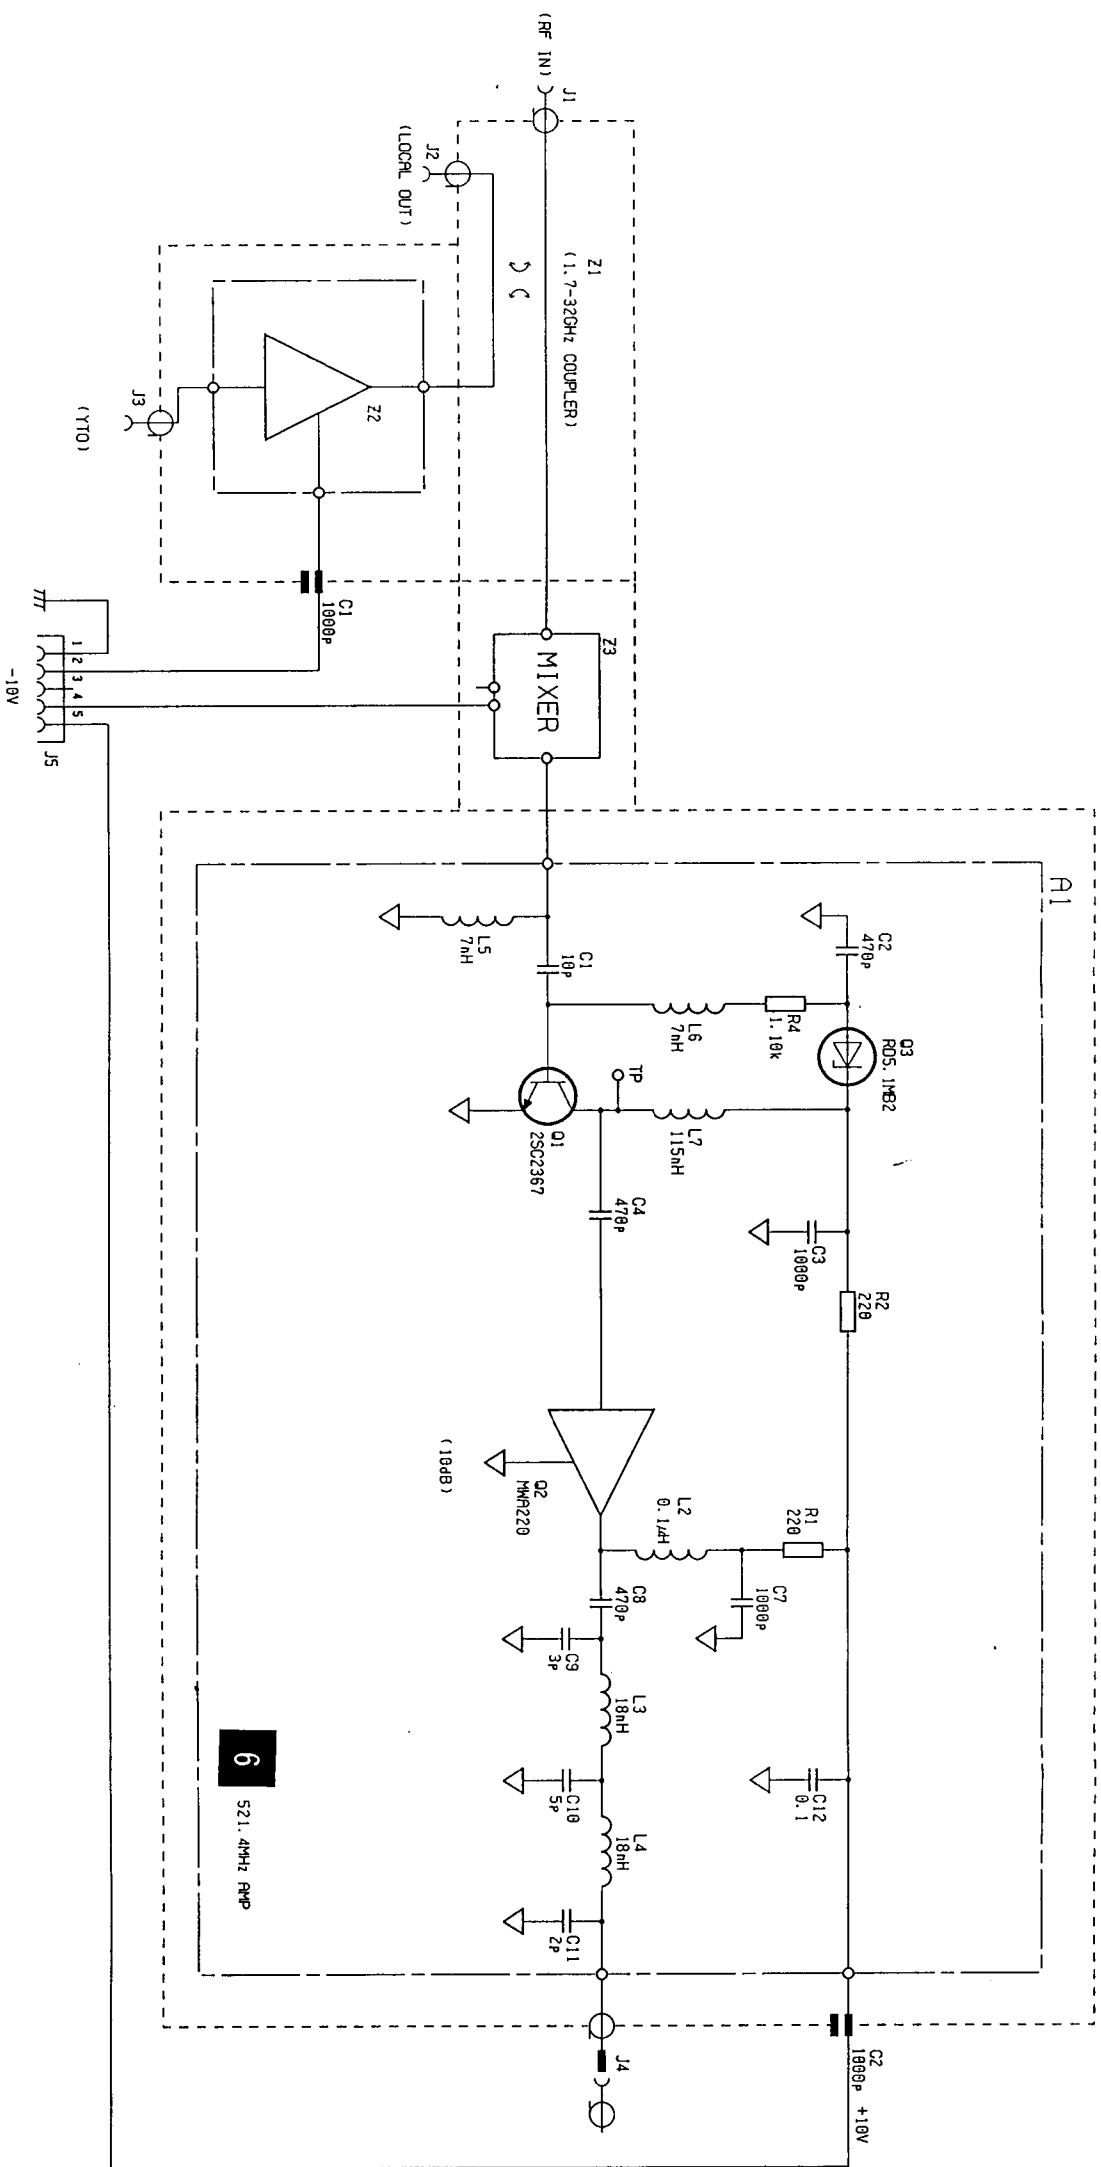 A1
(RF IN)
J1
Z1
(1.7-32GHz COUPLER)
J2
(LOCAL OUT)
Z2
J3
(YTO)
C1
1000P
Z3
MIXER
1
2
3
4
5
J5
-10V
C2
470P
Q3
RD5.1MB2
R4
1.10k
L6
7nH
C1
10P
L5
7nH
TP
L7
115nH
Q1
2SC2367
C3
1000P
R2
220
C4
470P
Q2
MWA220
(10dB)
R1
220
L2
0.1μH
C7
1000P
C8
470P
C9
3P
L3
18nH
C10
5P
L4
18nH
C11
2P
C12
0.1
6
521.4MHz AMP
J4
C2
1000P
+10V